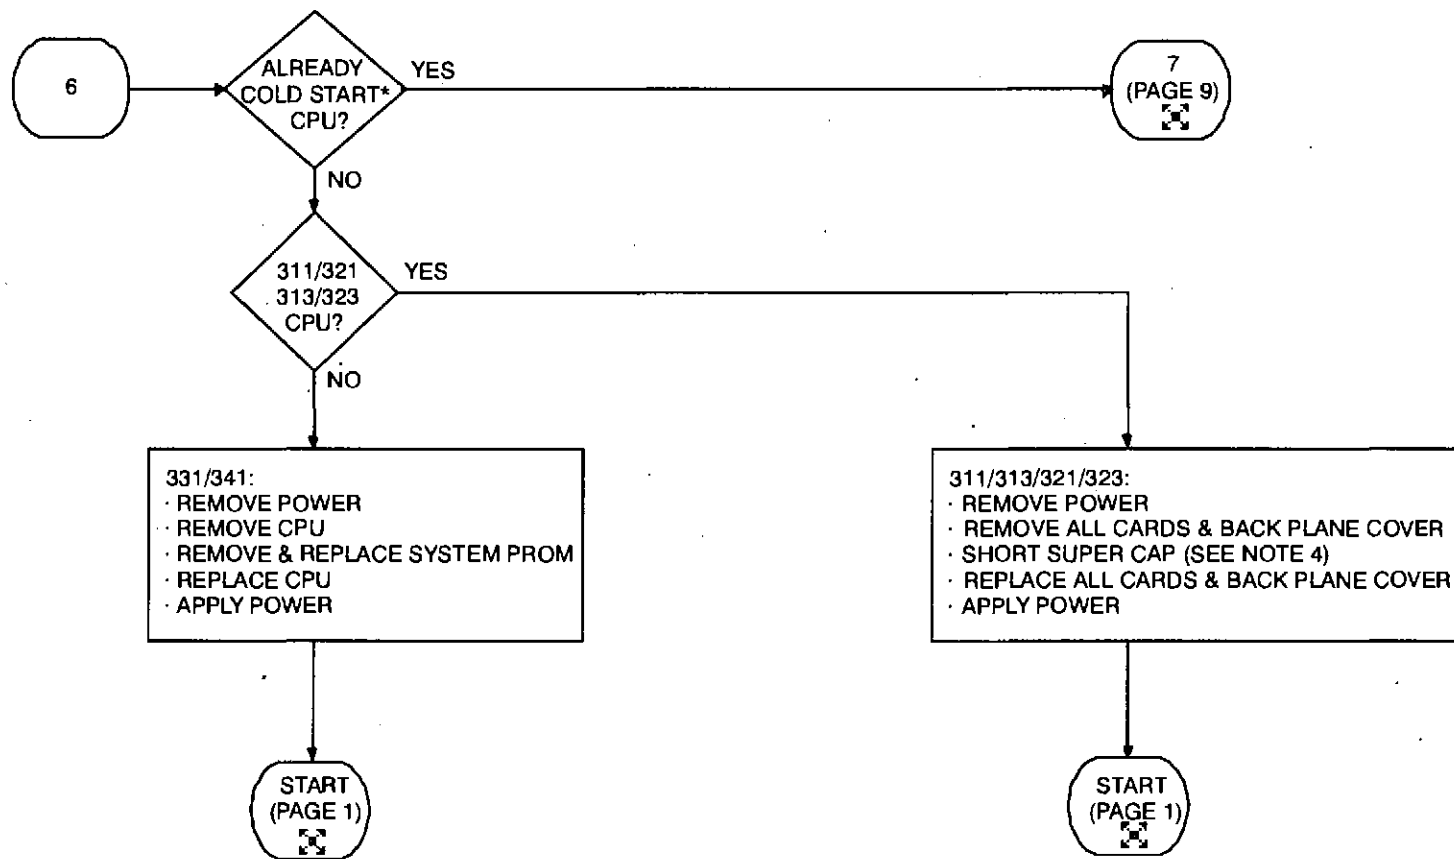 6
ALREADY
COLD START*
CPU?
YES
7
(PAGE 9)
NO
311/321
313/323
CPU?
YES
NO
331/341:
· REMOVE POWER
· REMOVE CPU
· REMOVE & REPLACE SYSTEM PROM
· REPLACE CPU
· APPLY POWER
311/313/321/323:
· REMOVE POWER
· REMOVE ALL CARDS & BACK PLANE COVER
· SHORT SUPER CAP (SEE NOTE 4)
· REPLACE ALL CARDS & BACK PLANE COVER
· APPLY POWER
START
(PAGE 1)
START
(PAGE 1)